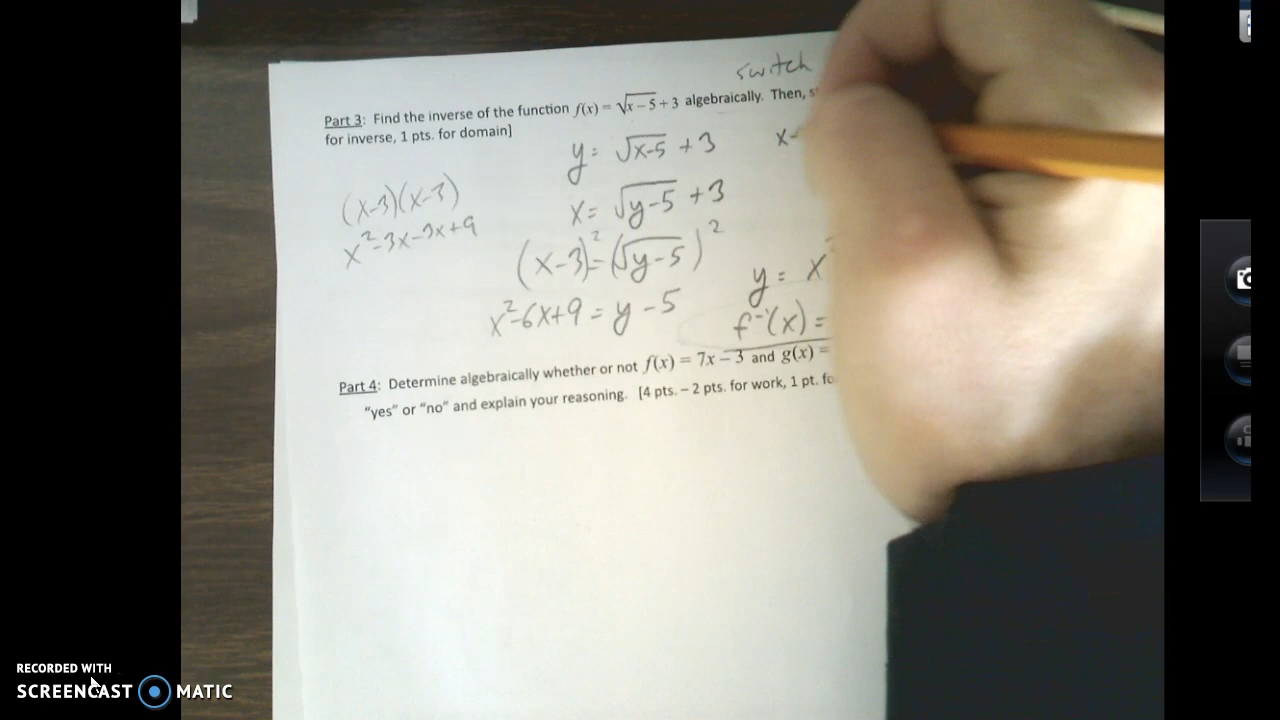 switch
Part 3: Find the inverse of the function f(x) = √x – 5 + 3 algebraically. Then, s
for inverse, 1 pts. for domain]
y = √x-5 + 3
x-
(x-3)(x-3)
x = √y-5 + 3
x²-3x-3x+9
(x-3)² = (√y-5)²
y = x²
x²-6x+9 = y-5
f⁻¹(x) =
Part 4: Determine algebraically whether or not f(x) = 7x – 3 and g(x) =
"yes" or "no" and explain your reasoning. [4 pts. – 2 pts. for work, 1 pt. fo
RECORDED WITH
SCREENCAST MATIC